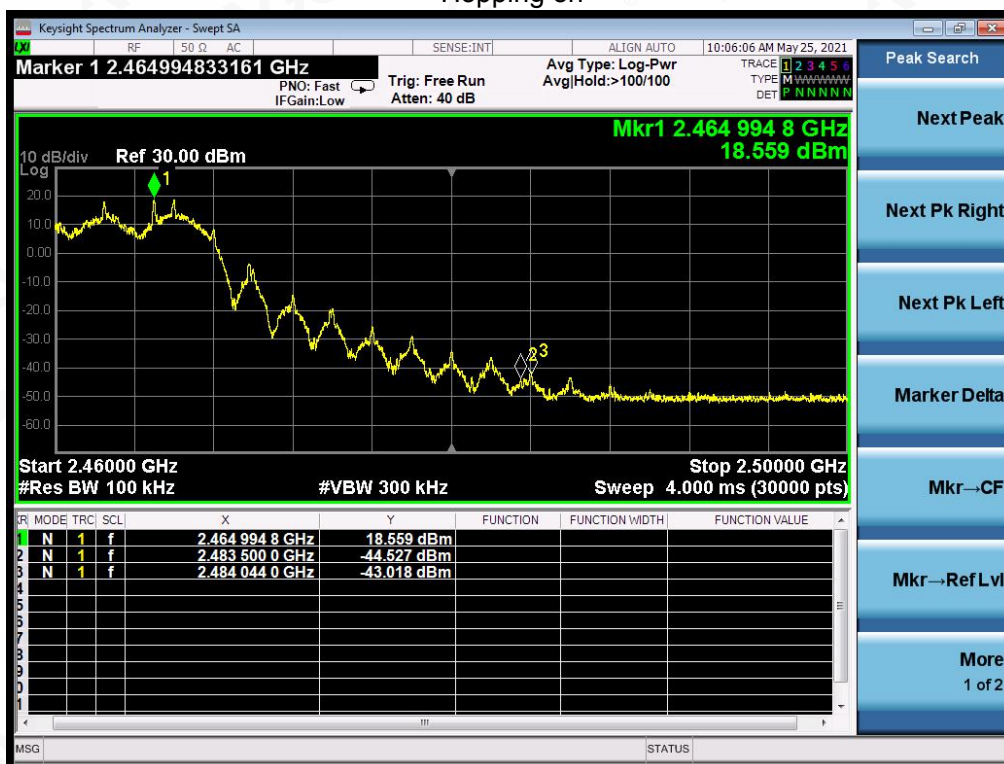 Hopping on
Keysight Spectrum Analyzer - Swept SA
LXI RF 50 Ω AC SENSE:INT ALIGN AUTO 10:06:06 AM May 25, 2021
Marker 1 2.464994833161 GHz
PNO: Fast
IFGain:Low
Trig: Free Run
Atten: 40 dB
Avg Type: Log-Pwr
Avg|Hold:>100/100
TRACE 1 2 3 4 5 6
TYPE M WWWWW
DET P N N N N N
Mkr1 2.464 994 8 GHz
18.559 dBm
10 dB/div Ref 30.00 dBm
Log
20.0
10.0
0.00
-10.0
-20.0
-30.0
-40.0
-50.0
-60.0
1
2 3
Start 2.46000 GHz Stop 2.50000 GHz
#Res BW 100 kHz #VBW 300 kHz Sweep 4.000 ms (30000 pts)
MODE TRC SCL X Y FUNCTION FUNCTION WIDTH FUNCTION VALUE
1 N 1 f 2.464 994 8 GHz 18.559 dBm
2 N 1 f 2.483 500 0 GHz -44.527 dBm
3 N 1 f 2.484 044 0 GHz -43.018 dBm
4
5
6
7
8
9
0
1
MSG STATUS
Peak Search
Next Peak
Next Pk Right
Next Pk Left
Marker Delta
Mkr→CF
Mkr→Ref Lvl
More
1 of 2